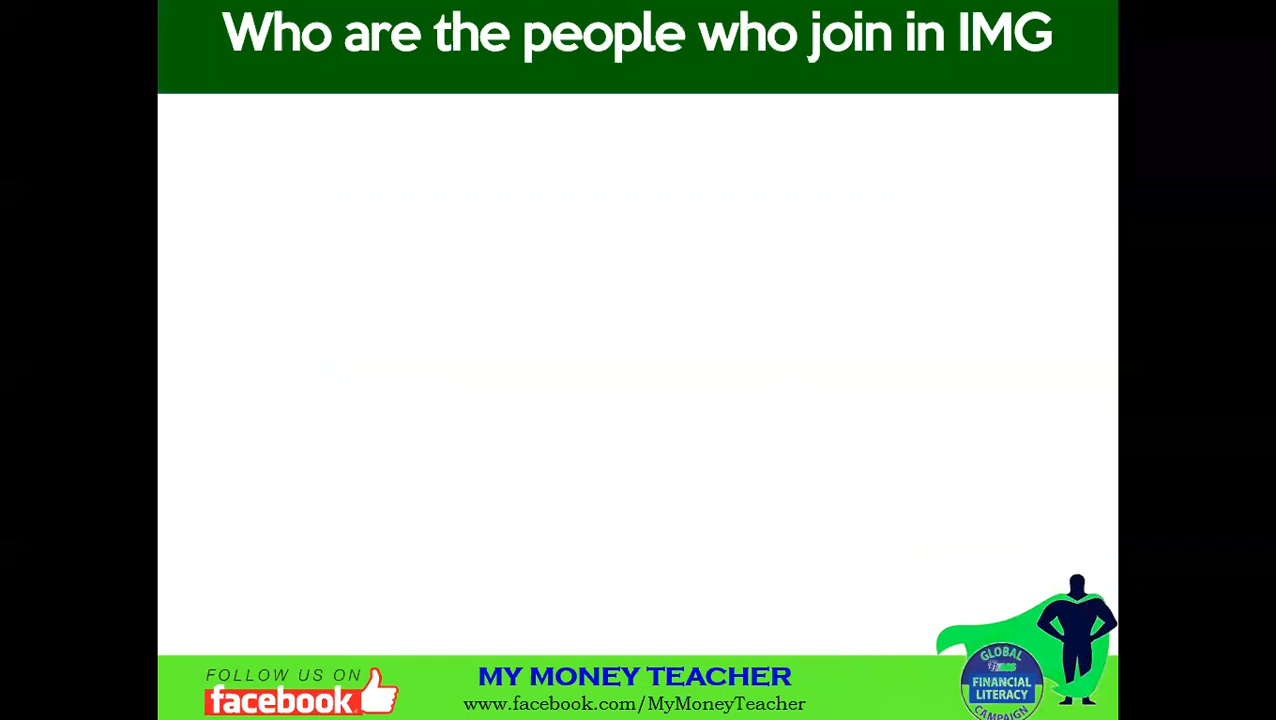 Who are the people who join in IMG
FOLLOW US ON
facebook.
MY MONEY TEACHER
www.facebook.com/MyMoneyTeacher
GLOBAL
FINANCIAL
LITERACY
CAMPAIGN